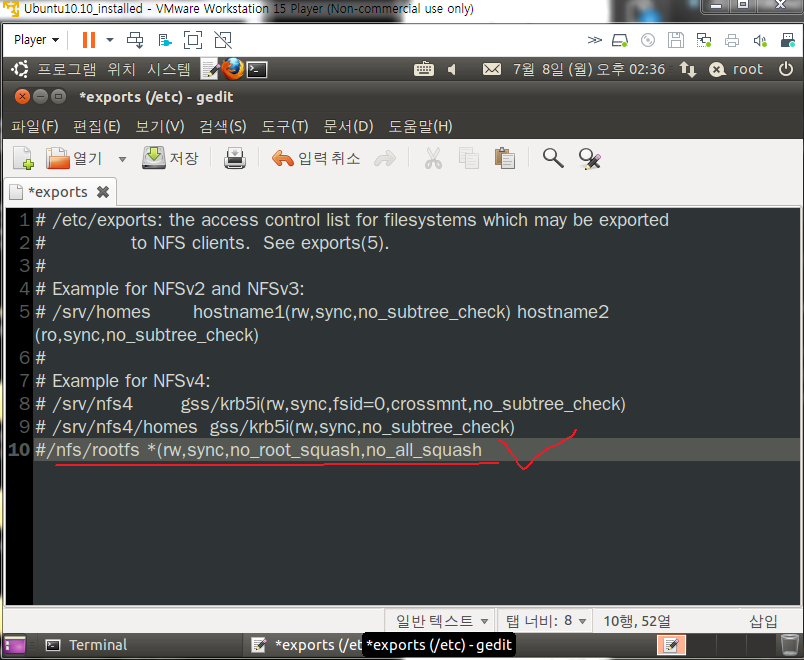 Ubuntu10.10_installed - VMware Workstation 15 Player (Non-commercial use only)
Player
프로그램 위치 시스템 7월 8일 (월) 오후 02:36 root
*exports (/etc) - gedit
파일(F) 편집(E) 보기(V) 검색(S) 도구(T) 문서(D) 도움말(H)
열기 저장 입력 취소
*exports
1 # /etc/exports: the access control list for filesystems which may be exported
2 # to NFS clients. See exports(5).
3 #
4 # Example for NFSv2 and NFSv3:
5 # /srv/homes hostname1(rw,sync,no_subtree_check) hostname2
(ro,sync,no_subtree_check)
6 #
7 # Example for NFSv4:
8 # /srv/nfs4 gss/krb5i(rw,sync,fsid=0,crossmnt,no_subtree_check)
9 # /srv/nfs4/homes gss/krb5i(rw,sync,no_subtree_check)
10 #/nfs/rootfs *(rw,sync,no_root_squash,no_all_squash
일반 텍스트 탭 너비: 8 10행, 52열 삽입
Terminal *exports (/et *exports (/etc) - gedit